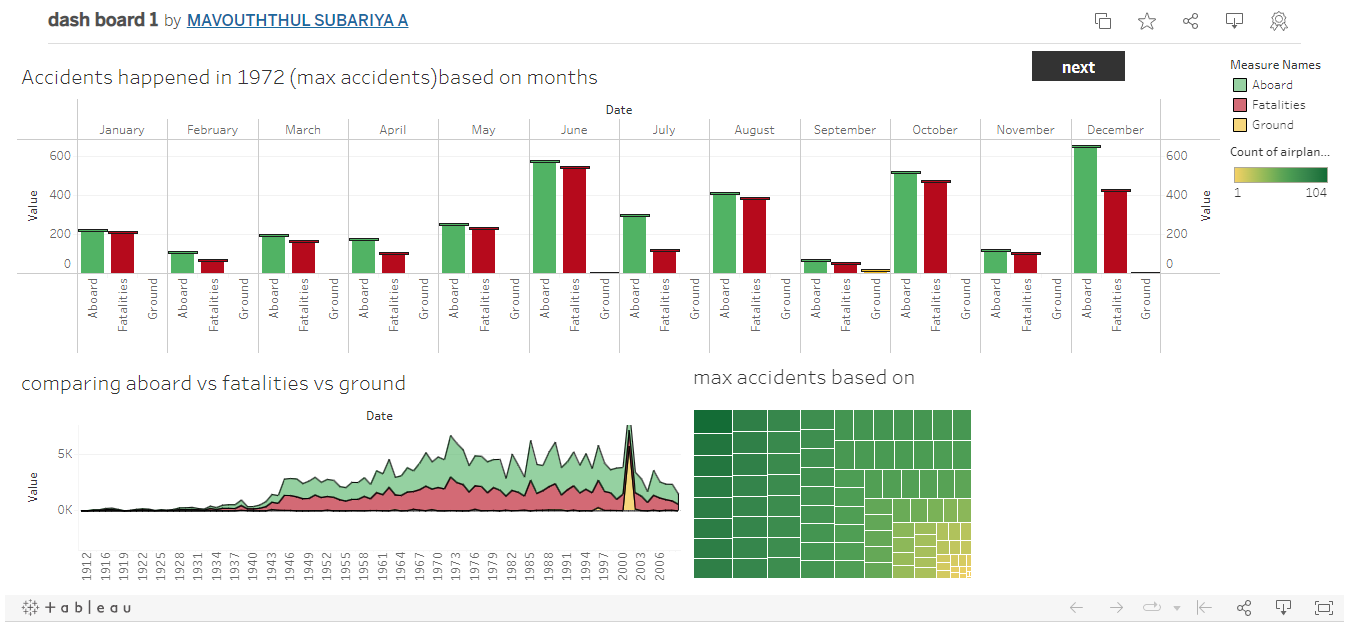 dash board 1 by MAVOUTHTHUL SUBARIYA A
Accidents happened in 1972 (max accidents)based on months
next
Measure Names
Aboard
Fatalities
Ground
Count of airplan...
1 104
Date
January February March April May June July August September October November December
Value
600
400
200
0
600
400
200
0
Value
Aboard Fatalities Ground Aboard Fatalities Ground Aboard Fatalities Ground Aboard Fatalities Ground Aboard Fatalities Ground Aboard Fatalities Ground Aboard Fatalities Ground Aboard Fatalities Ground Aboard Fatalities Ground Aboard Fatalities Ground Aboard Fatalities Ground Aboard Fatalities Ground
comparing aboard vs fatalities vs ground
Date
Value
5K
0K
1912 1916 1919 1922 1925 1928 1931 1934 1937 1940 1943 1946 1949 1952 1955 1958 1961 1964 1967 1970 1973 1976 1979 1982 1985 1988 1991 1994 1997 2000 2003 2006
max accidents based on
+ableau